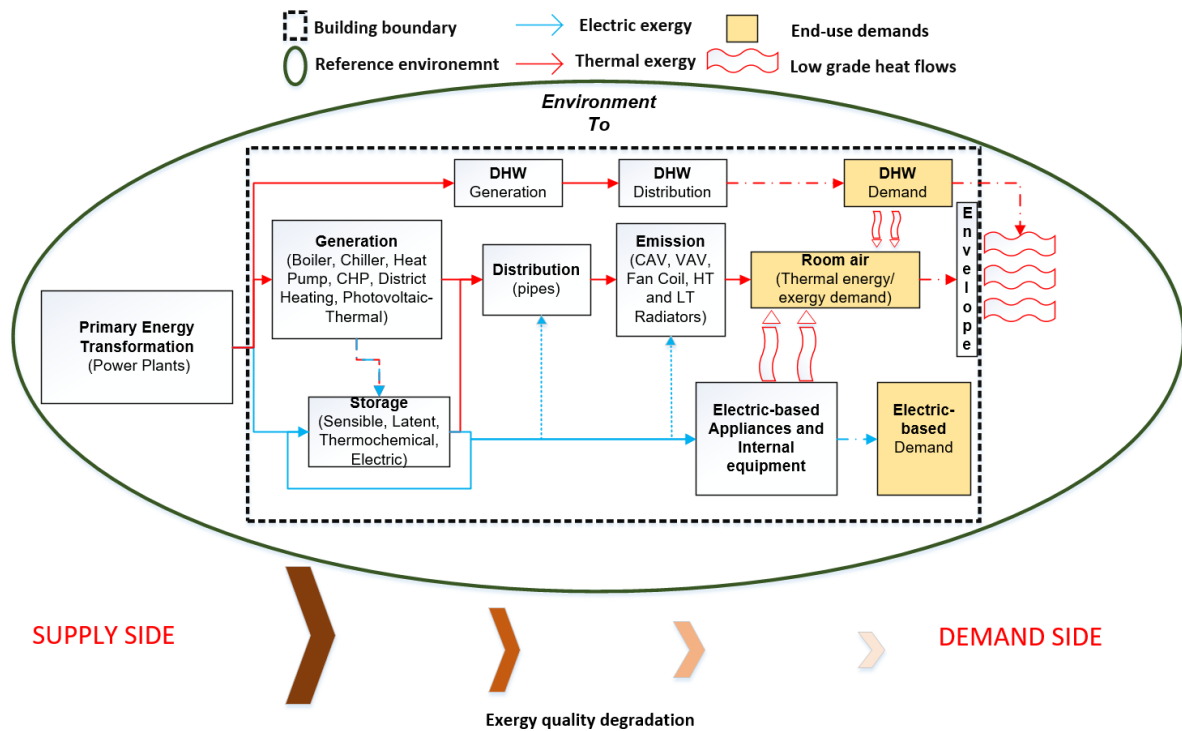 Building boundary
Electric exergy
End-use demands
Reference environemnt
Thermal exergy
Low grade heat flows
Environment
To
DHW
Generation
DHW
Distribution
DHW
Demand
Generation
(Boiler, Chiller, Heat
Pump, CHP, District
Heating, Photovoltaic-
Thermal)
Distribution
(pipes)
Emission
(CAV, VAV,
Fan Coil, HT
and LT
Radiators)
Room air
(Thermal energy/
exergy demand)
Envelope
Primary Energy
Transformation
(Power Plants)
Storage
(Sensible, Latent,
Thermochemical,
Electric)
Electric-based
Appliances and
Internal
equipment
Electric-
based
Demand
SUPPLY SIDE
DEMAND SIDE
Exergy quality degradation